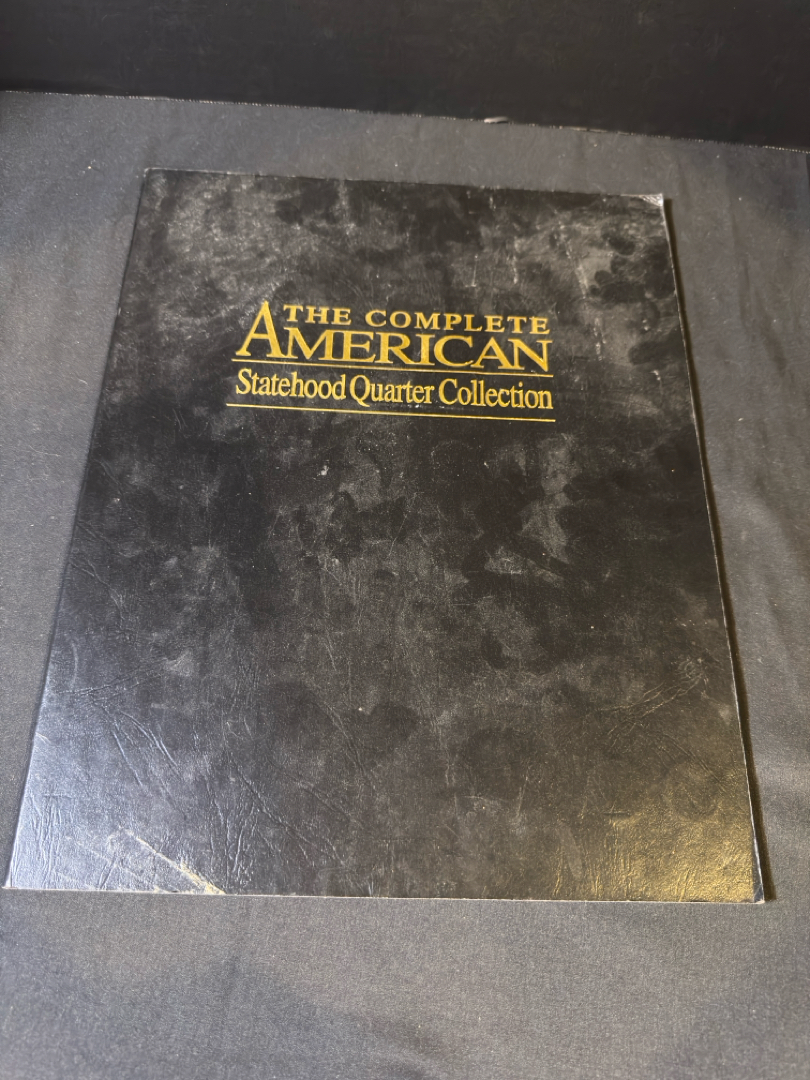 THE COMPLETE
AMERICAN
Statehood Quarter Collection